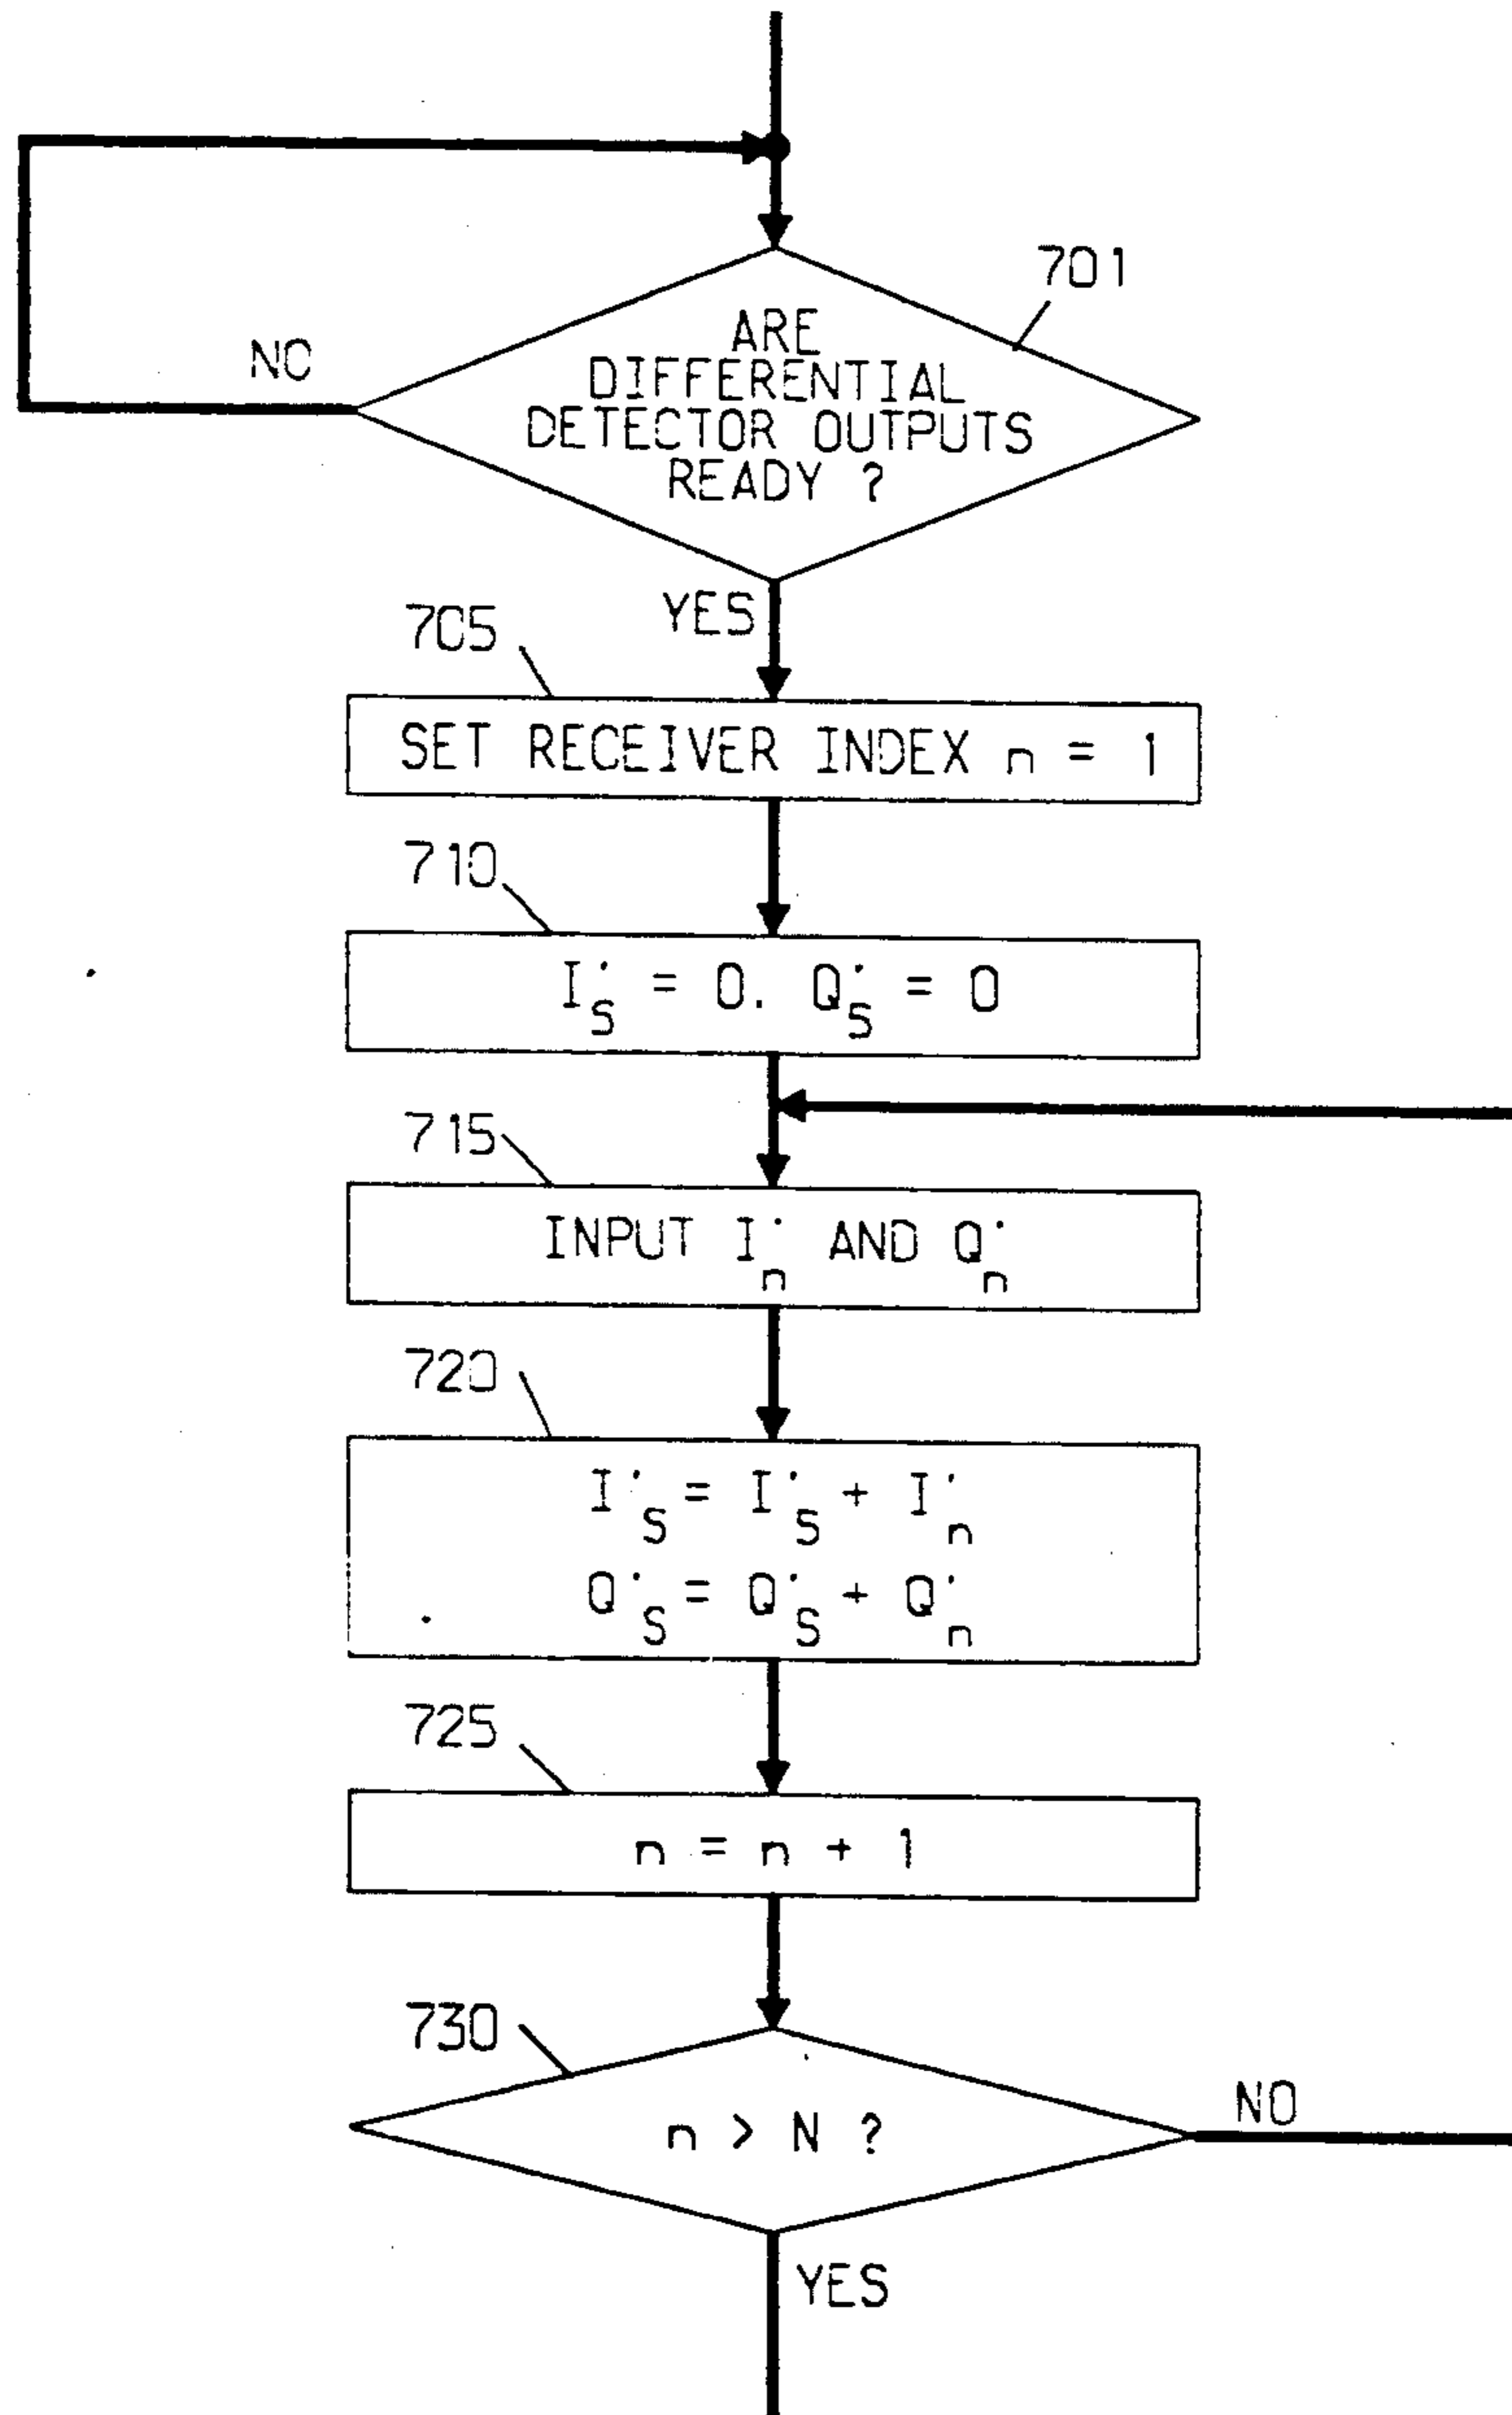 701
ARE
DIFFERENTIAL
DETECTOR OUTPUTS
READY ?
NO
YES
705
SET RECEIVER INDEX n = 1
710
I'S = 0. Q'S = 0
715
INPUT I'n AND Q'n
720
I'S = I'S + I'n
Q'S = Q'S + Q'n
725
n = n + 1
730
n > N ?
NO
YES